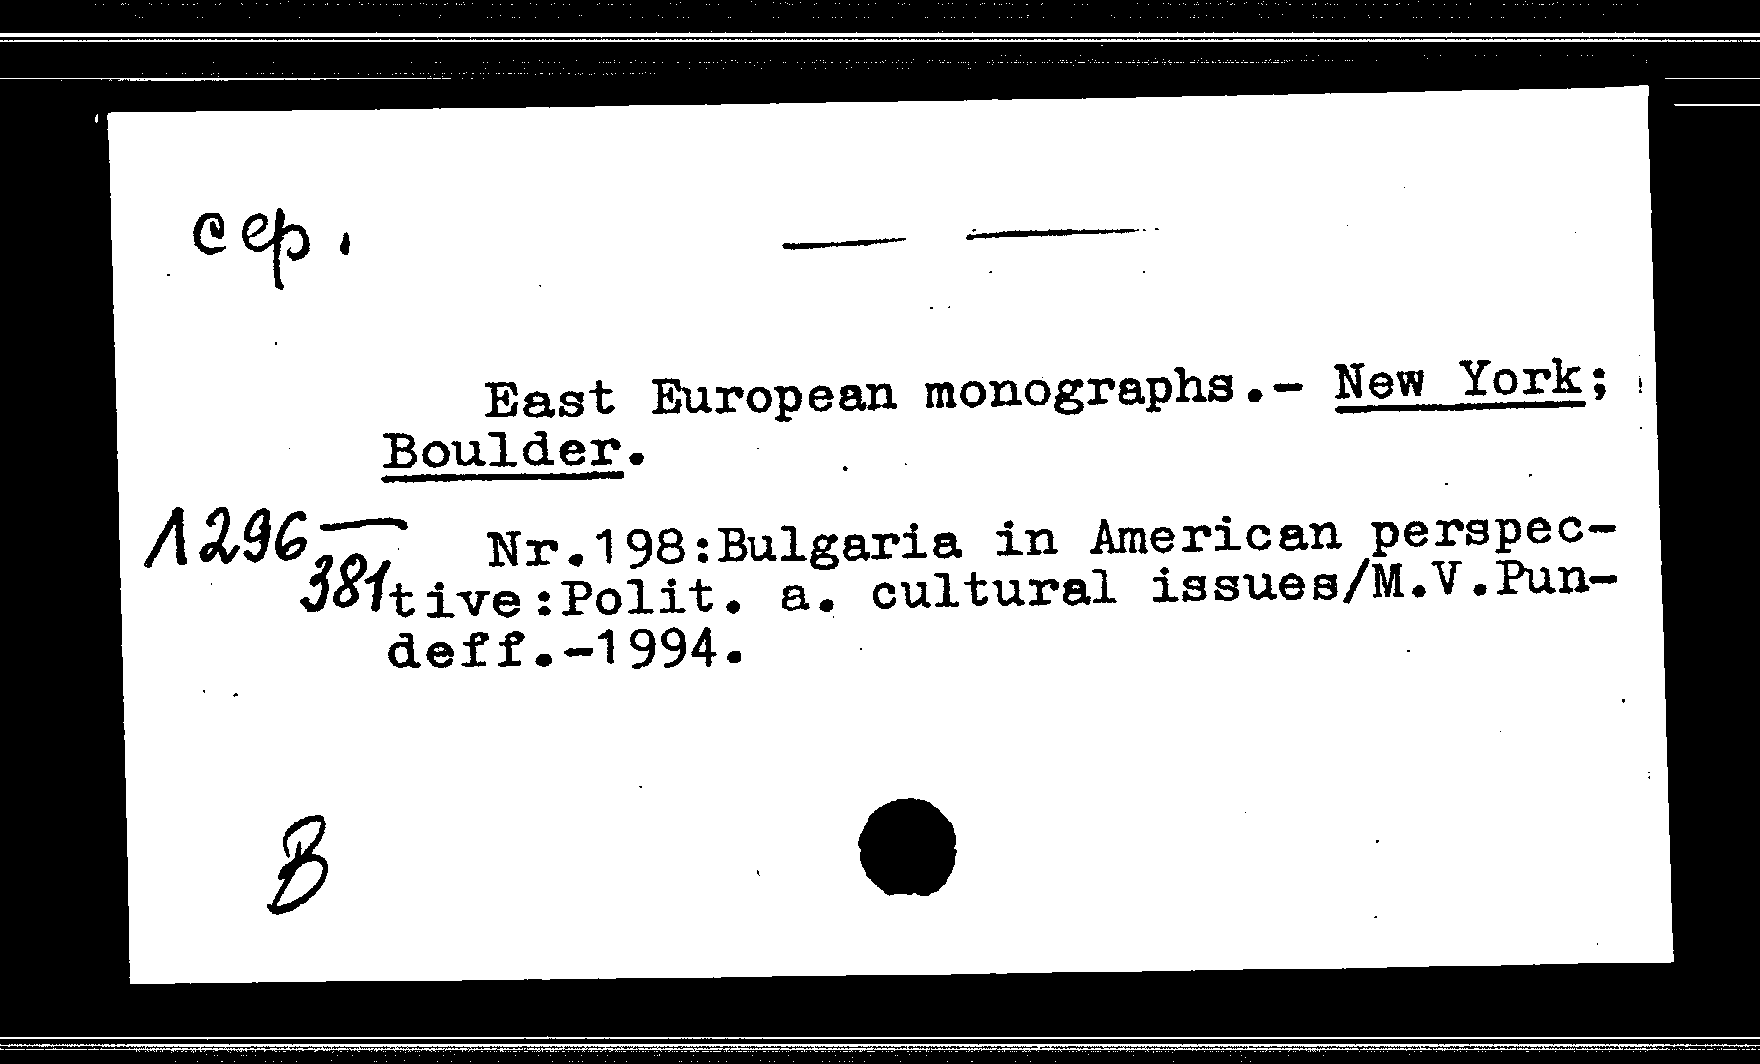 сер.
— —
East European monographs.- New York;
Boulder.
1296—
381
Nr.198:Bulgaria in American perspec-
tive:Polit. a. cultural issues/M.V.Pun-
deff.-1994.
В